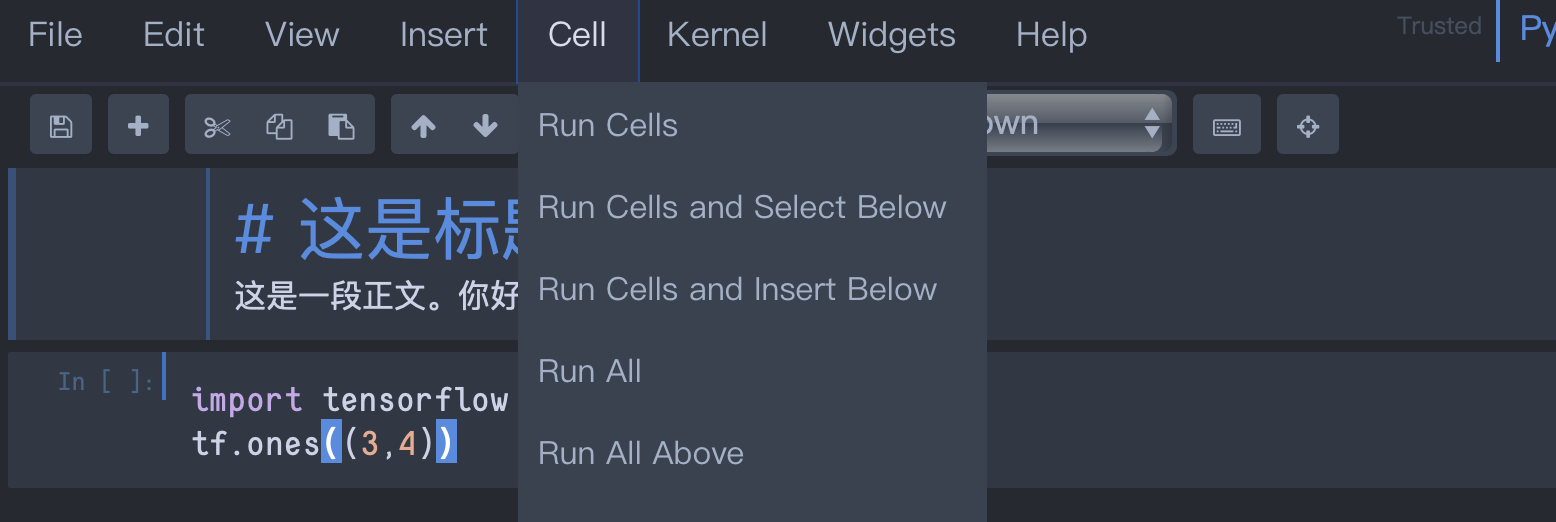 File Edit View Insert Cell Kernel Widgets Help Trusted Py
own
Run Cells
Run Cells and Select Below
Run Cells and Insert Below
Run All
Run All Above
# 这是标
这是一段正文。你好
In [ ]:
import tensorflow
tf.ones((3,4))